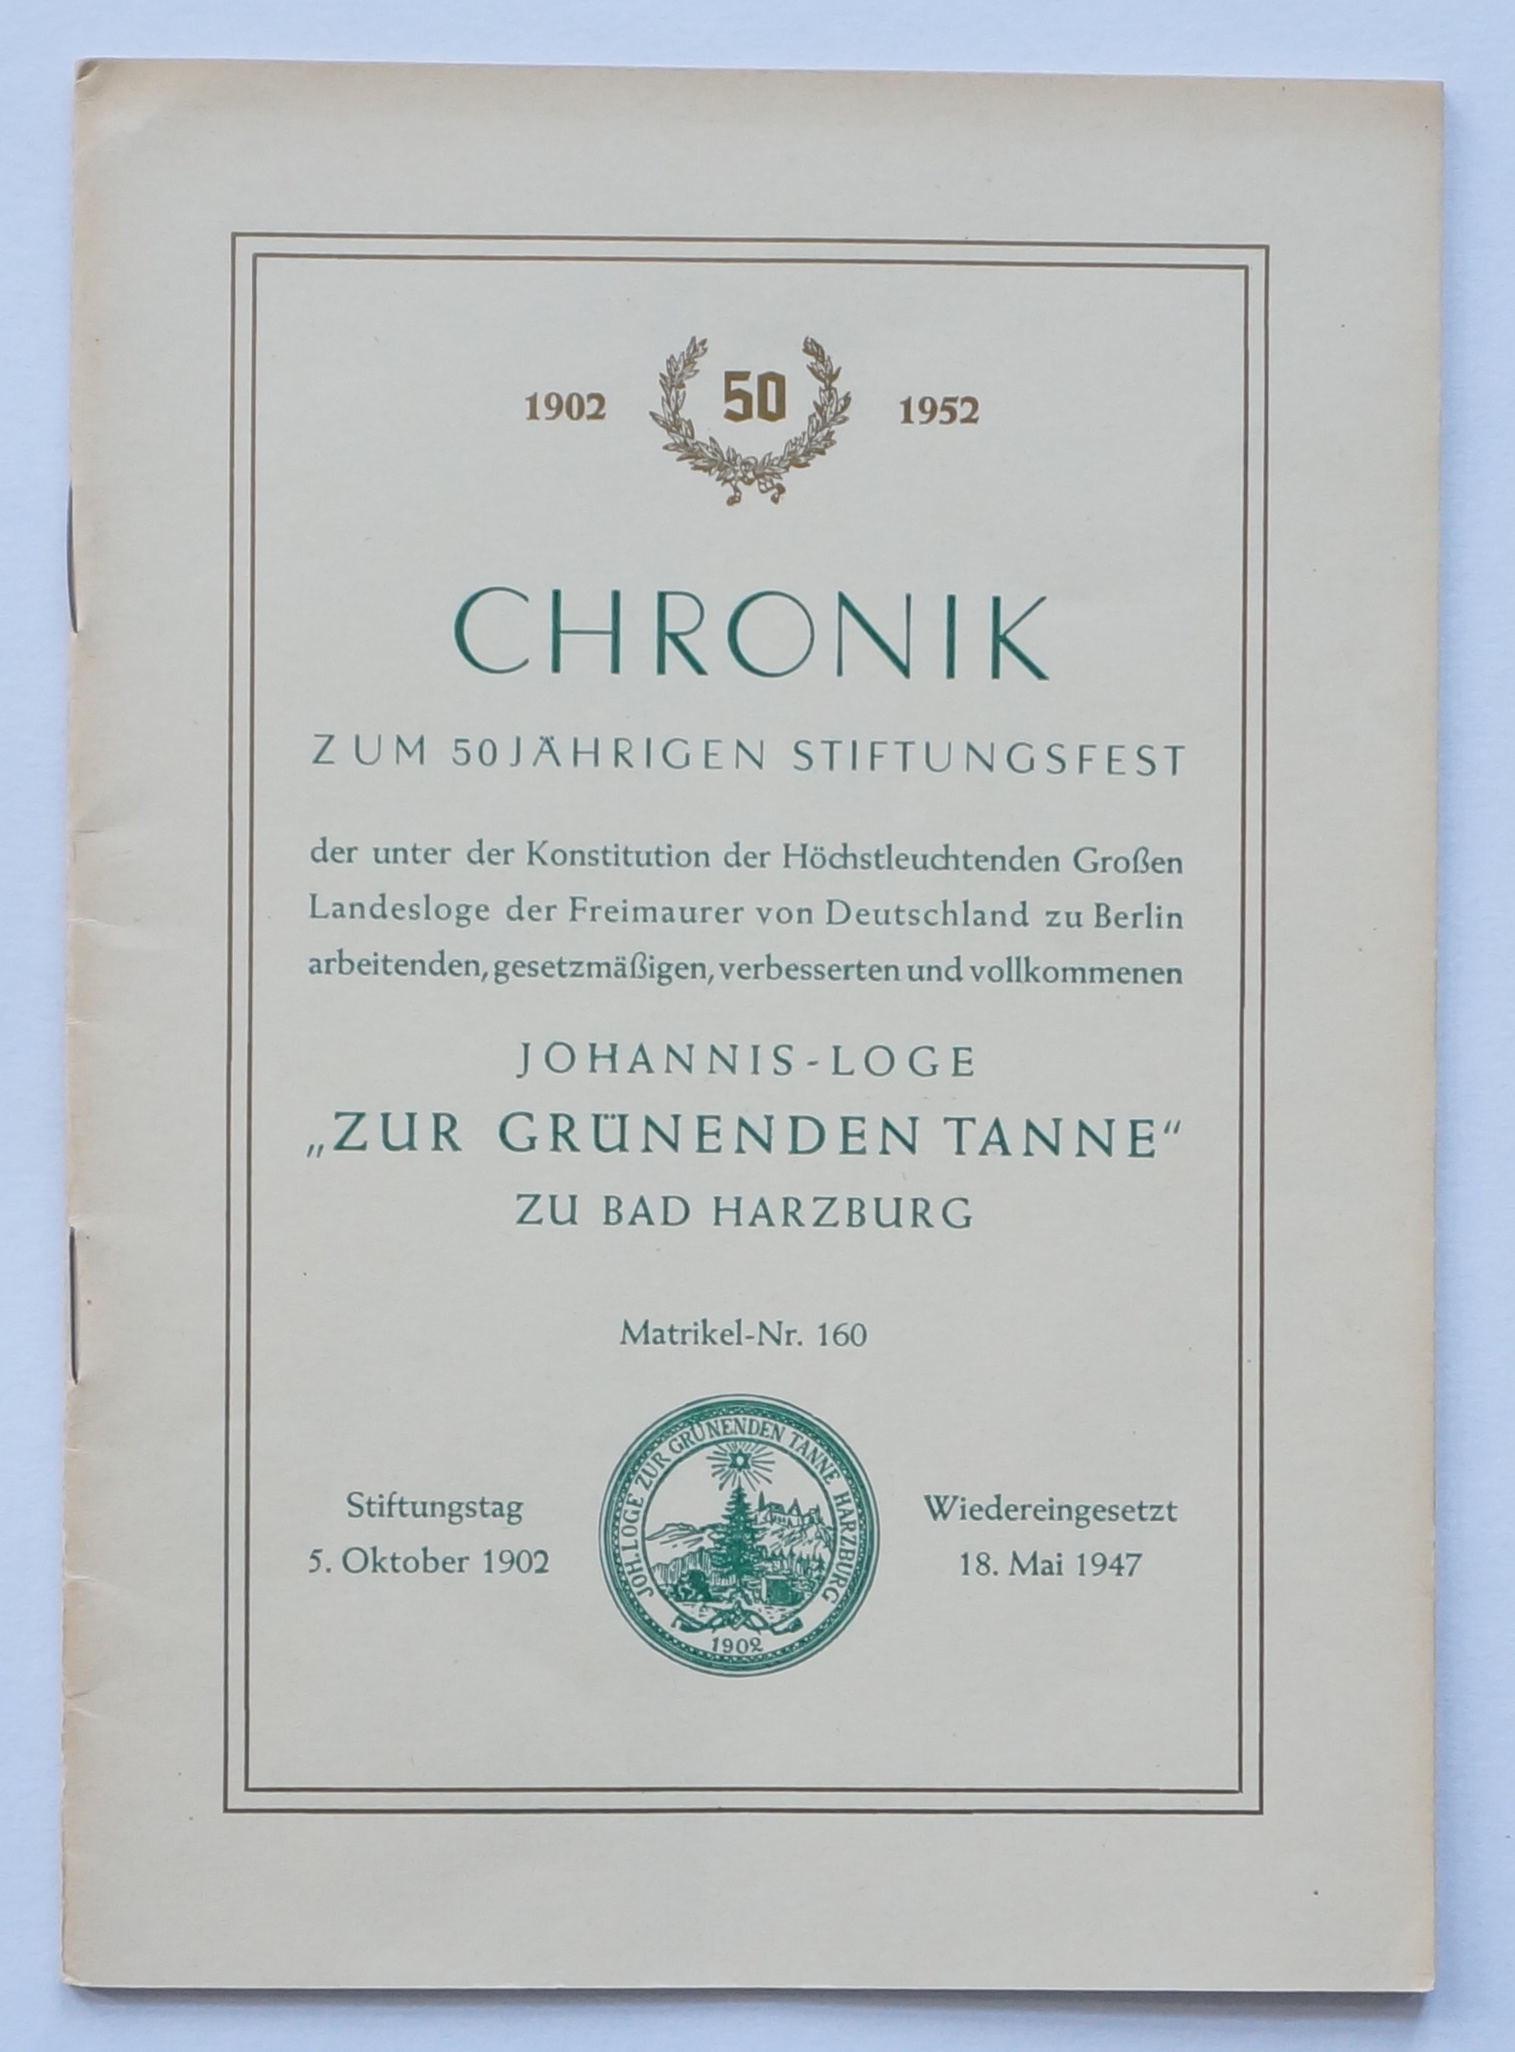 1902 50 1952
CHRONIK
ZUM 50JÄHRIGEN STIFTUNGSFEST
der unter der Konstitution der Höchstleuchtenden Großen
Landesloge der Freimaurer von Deutschland zu Berlin
arbeitenden, gesetzmäßigen, verbesserten und vollkommenen
JOHANNIS-LOGE
„ZUR GRÜNENDEN TANNE“
ZU BAD HARZBURG
Matrikel-Nr. 160
Stiftungstag
5. Oktober 1902
JOH. LOGE ZUR GRÜNENDEN TANNE HARZBURG
1902
Wiedereingesetzt
18. Mai 1947